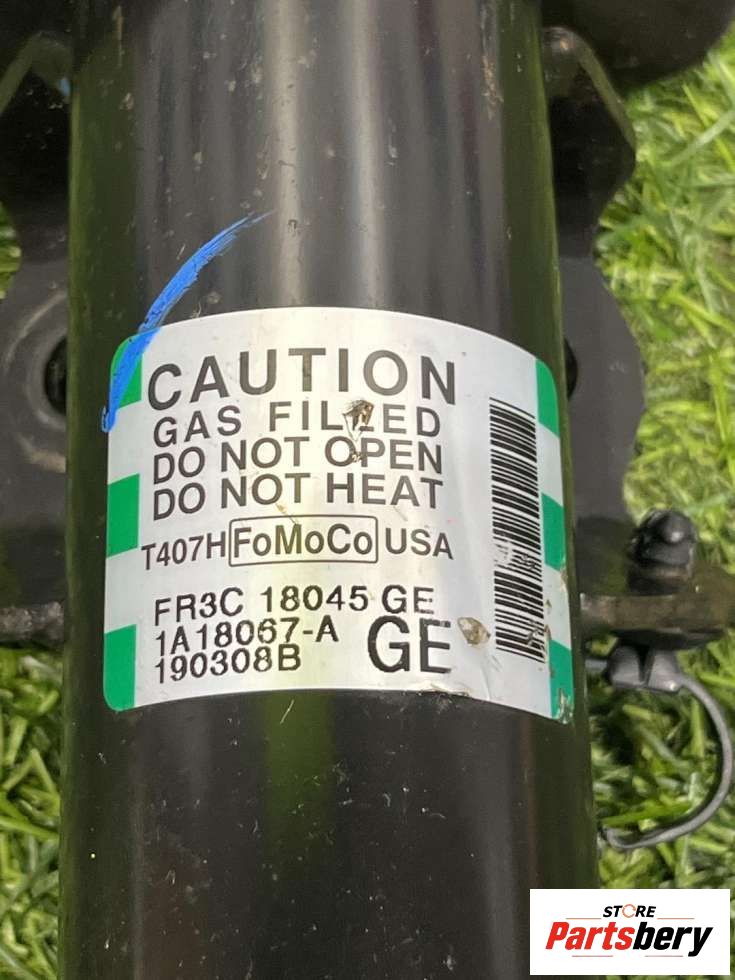 CAUTION
GAS FILLED
DO NOT OPEN
DO NOT HEAT
T407H FoMoCo USA
FR3C 18045 GE
1A18067-A
190308B GE
STORE
Partsbery